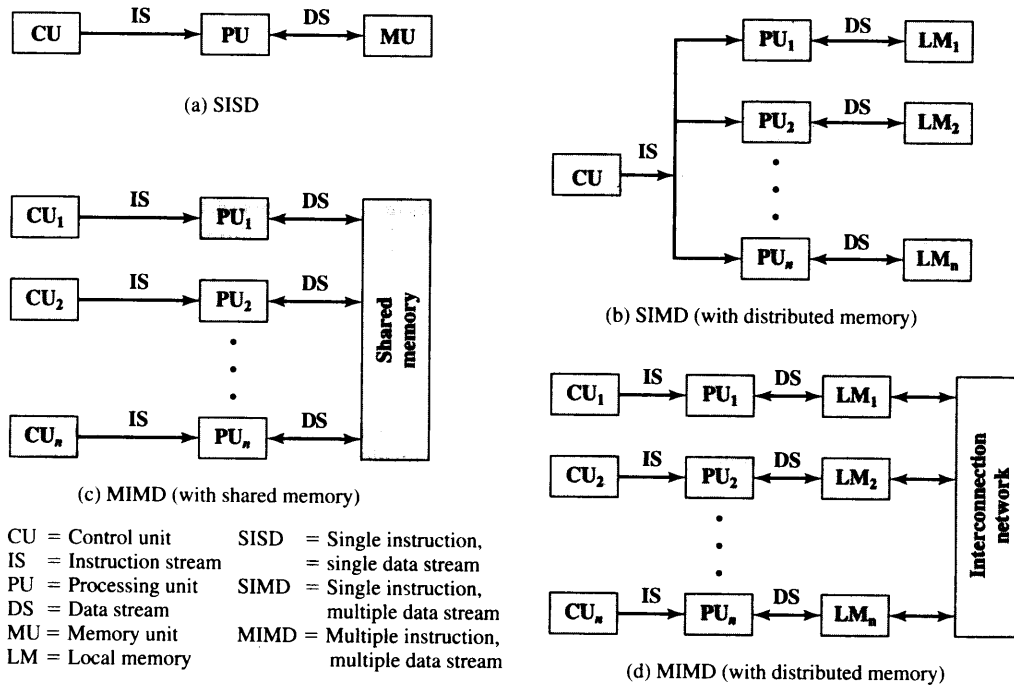 IS DS
CU PU MU
(a) SISD
PU₁ DS LM₁
PU₂ DS LM₂
IS
CU
PUₙ DS LMₙ
(b) SIMD (with distributed memory)
CU₁ IS PU₁ DS
CU₂ IS PU₂ DS
CUₙ IS PUₙ DS
Shared
memory
(c) MIMD (with shared memory)
CU₁ IS PU₁ DS LM₁
CU₂ IS PU₂ DS LM₂
CUₙ IS PUₙ DS LMₙ
Interconnection
network
(d) MIMD (with distributed memory)
CU = Control unit
IS = Instruction stream
PU = Processing unit
DS = Data stream
MU = Memory unit
LM = Local memory
SISD = Single instruction,
= single data stream
SIMD = Single instruction,
multiple data stream
MIMD = Multiple instruction,
multiple data stream